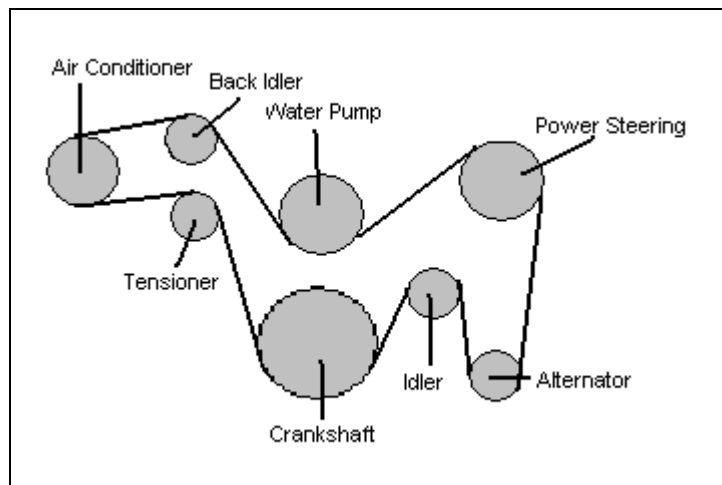 Air Conditioner
Back Idler
Water Pump
Power Steering
Tensioner
Idler
Alternator
Crankshaft